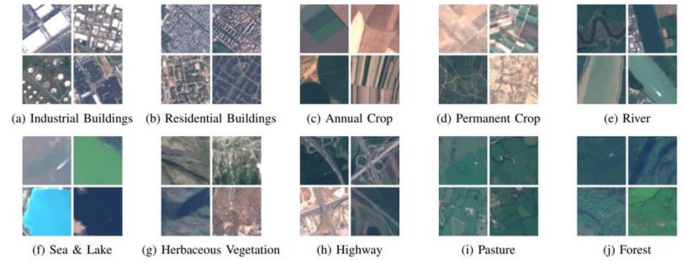 (a) Industrial Buildings
(b) Residential Buildings
(c) Annual Crop
(d) Permanent Crop
(e) River
(f) Sea & Lake
(g) Herbaceous Vegetation
(h) Highway
(i) Pasture
(j) Forest